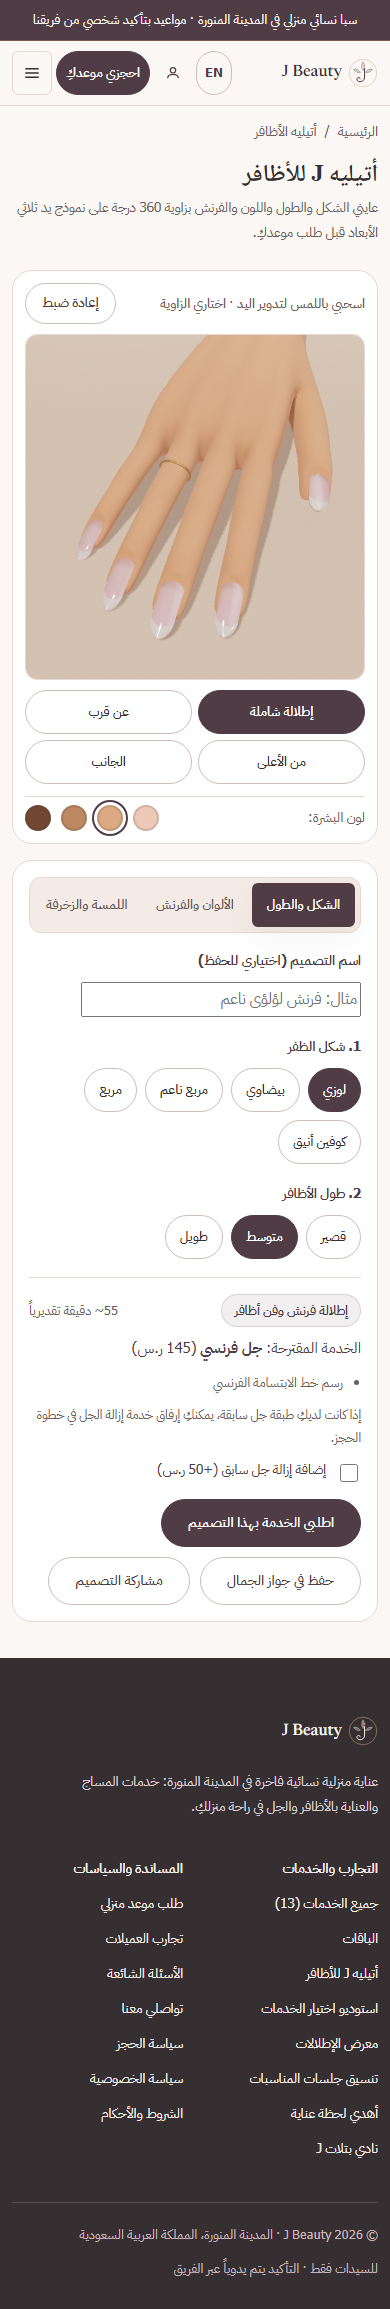 سبا نسائي منزلي في المدينة المنورة · مواعيد بتأكيد شخصي من فريقنا
J Beauty
EN
احجزي موعدكِ
الرئيسية / أتيليه الأظافر
أتيليه J للأظافر
عايني الشكل والطول واللون والفرنش بزاوية 360 درجة على نموذج يد ثلاثي
الأبعاد قبل طلب موعدكِ.
اسحبي باللمس لتدوير اليد · اختاري الزاوية
إعادة ضبط
إطلالة شاملة
عن قرب
من الأعلى
الجانب
لون البشرة:
الشكل والطول
الألوان والفرنش
اللمسة والزخرفة
اسم التصميم (اختياري للحفظ)
مثال: فرنش لؤلؤي ناعم
1. شكل الظفر
لوزي
بيضاوي
مربع ناعم
مربع
كوفين أنيق
2. طول الأظافر
قصير
متوسط
طويل
إطلالة فرنش وفن أظافر
~55 دقيقة تقديرياً
الخدمة المقترحة: جل فرنسي (145 ر.س)
• رسم خط الابتسامة الفرنسي
إذا كانت لديكِ طبقة جل سابقة، يمكنكِ إرفاق خدمة إزالة الجل في خطوة
الحجز.
إضافة إزالة جل سابق (+50 ر.س)
اطلبي الخدمة بهذا التصميم
حفظ في جواز الجمال
مشاركة التصميم
J Beauty
عناية منزلية نسائية فاخرة في المدينة المنورة: خدمات المساج
والعناية بالأظافر والجل في راحة منزلكِ.
التجارب والخدمات
جميع الخدمات (13)
الباقات
أتيليه J للأظافر
استوديو اختيار الخدمات
معرض الإطلالات
تنسيق جلسات المناسبات
أهدي لحظة عناية
نادي بتلات J
المساندة والسياسات
طلب موعد منزلي
تجارب العميلات
الأسئلة الشائعة
تواصلي معنا
سياسة الحجز
سياسة الخصوصية
الشروط والأحكام
© 2026 J Beauty · المدينة المنورة، المملكة العربية السعودية
للسيدات فقط · التأكيد يتم يدوياً عبر الفريق